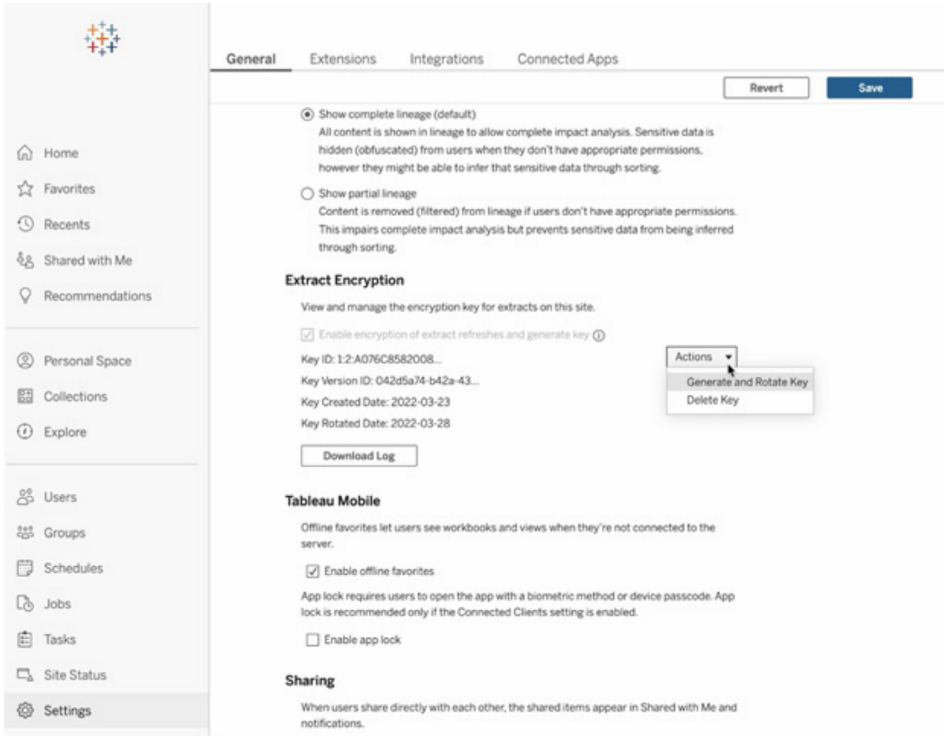 General
Extensions
Integrations
Connected Apps
Revert
Save
Home
Favorites
Recents
Shared with Me
Recommendations
Personal Space
Collections
Explore
Users
Groups
Schedules
Jobs
Tasks
Site Status
Settings
Show complete lineage (default)
All content is shown in lineage to allow complete impact analysis. Sensitive data is
hidden (obfuscated) from users when they don't have appropriate permissions,
however they might be able to infer that sensitive data through sorting.
Show partial lineage
Content is removed (filtered) from lineage if users don't have appropriate permissions.
This impairs complete impact analysis but prevents sensitive data from being inferred
through sorting.
Extract Encryption
View and manage the encryption key for extracts on this site.
Enable encryption of extract refreshes and generate key
Key ID: 1:2:A076C8582008...
Key Version ID: 042d5a74-b42a-43...
Key Created Date: 2022-03-23
Key Rotated Date: 2022-03-28
Actions
Generate and Rotate Key
Delete Key
Download Log
Tableau Mobile
Offline favorites let users see workbooks and views when they're not connected to the
server.
Enable offline favorites
App lock requires users to open the app with a biometric method or device passcode. App
lock is recommended only if the Connected Clients setting is enabled.
Enable app lock
Sharing
When users share directly with each other, the shared items appear in Shared with Me and
notifications.